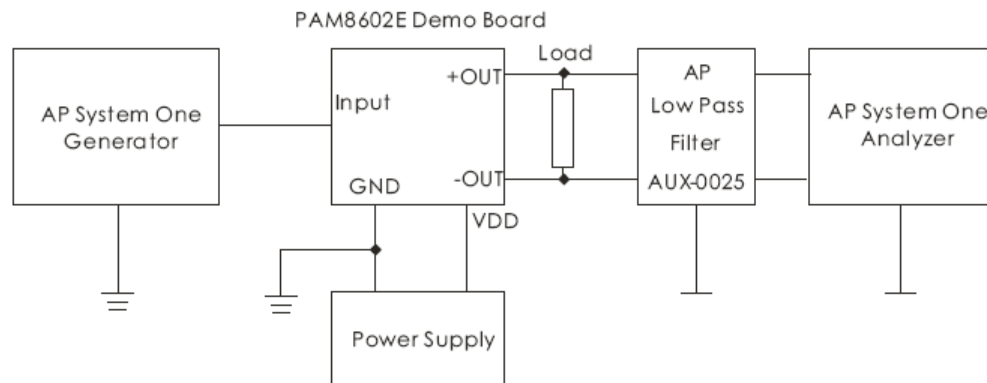 PAM8602E Demo Board
AP System One
Generator
Input
+OUT
-OUT
GND
VDD
Load
AP
Low Pass
Filter
AUX-0025
AP System One
Analyzer
Power Supply